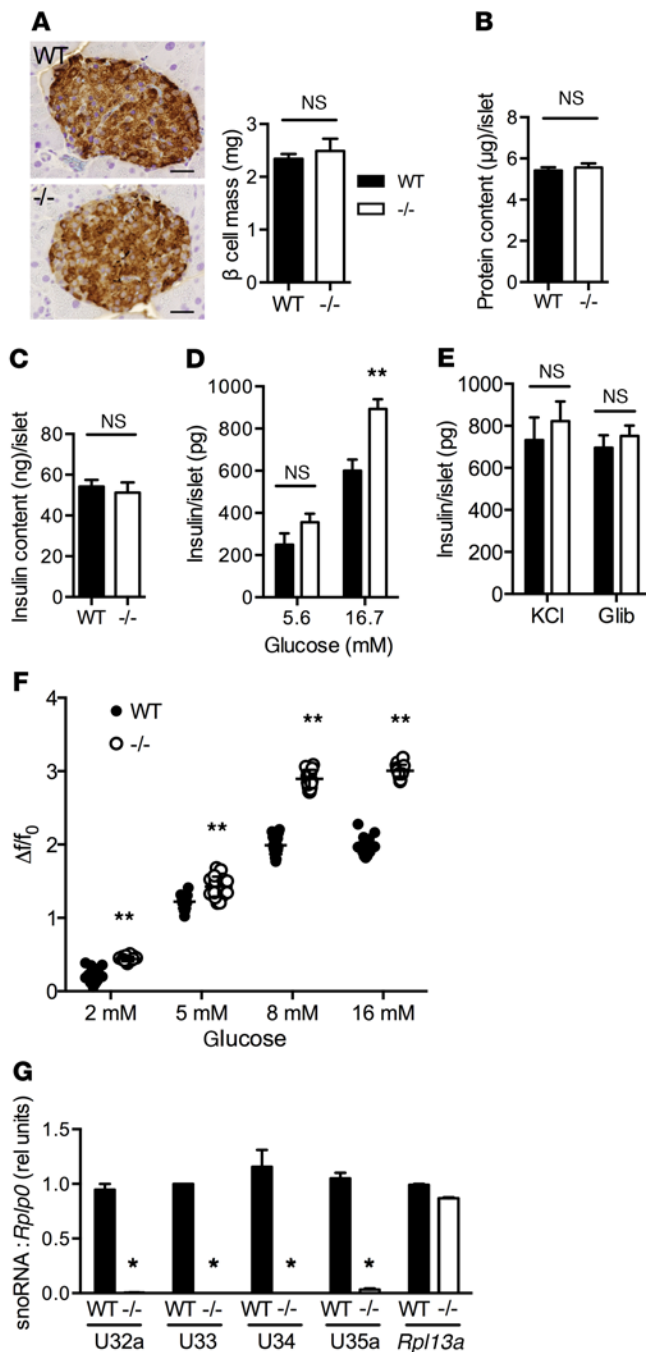 A
WT
-/-
β cell mass (mg)
3
2
1
0
NS
WT -/-
WT
-/-
B
Protein content (µg)/islet
8
6
4
2
0
NS
WT -/-
C
Insulin content (ng)/islet
80
60
40
20
0
NS
WT -/-
D
Insulin/islet (pg)
1000
800
600
400
200
0
NS
**
5.6 16.7
Glucose (mM)
E
Insulin/islet (pg)
1000
800
600
400
200
0
NS
NS
KCl Glib
F
WT
-/-
Δf/f0
4
3
2
1
0
**
**
**
**
2 mM 5 mM 8 mM 16 mM
Glucose
G
snoRNA : Rplp0 (rel units)
1.5
1.0
0.5
0.0
* * * *
WT -/- WT -/- WT -/- WT -/- WT -/-
U32a U33 U34 U35a Rpl13a